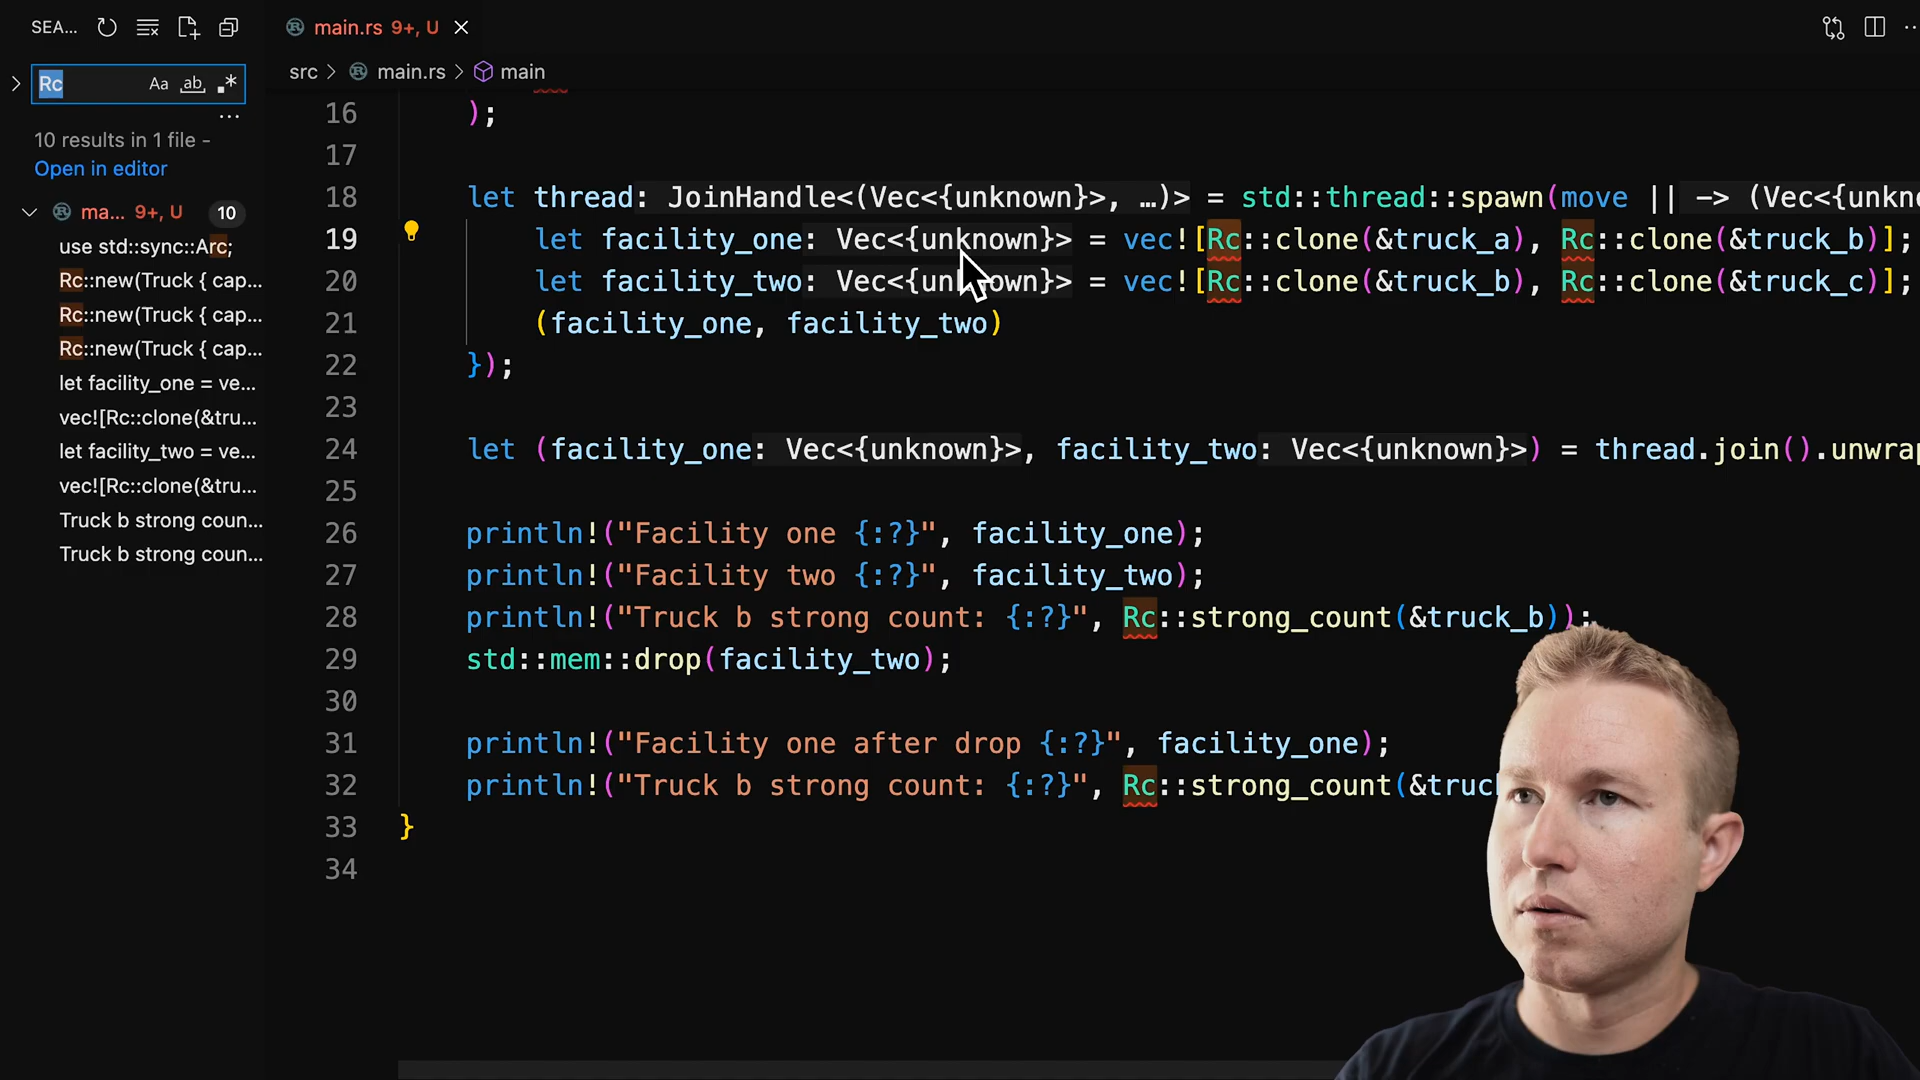 SEA...
main.rs 9+, U
Rc
Aa ab .*
src > main.rs > main
...
10 results in 1 file -
Open in editor
ma... 9+, U 10
use std::sync::Arc;
Rc::new(Truck { cap...
Rc::new(Truck { cap...
Rc::new(Truck { cap...
let facility_one = ve...
vec![Rc::clone(&tru...
let facility_two = ve...
vec![Rc::clone(&tru...
Truck b strong coun...
Truck b strong coun...
16 );
17
18 let thread: JoinHandle<(Vec<{unknown}>, …)> = std::thread::spawn(move || -> (Vec<{unkno
19 let facility_one: Vec<{unknown}> = vec![Rc::clone(&truck_a), Rc::clone(&truck_b)];
20 let facility_two: Vec<{unknown}> = vec![Rc::clone(&truck_b), Rc::clone(&truck_c)];
21 (facility_one, facility_two)
22 });
23
24 let (facility_one: Vec<{unknown}>, facility_two: Vec<{unknown}>) = thread.join().unwrap
25
26 println!("Facility one {:?}", facility_one);
27 println!("Facility two {:?}", facility_two);
28 println!("Truck b strong count: {:?}", Rc::strong_count(&truck_b));
29 std::mem::drop(facility_two);
30
31 println!("Facility one after drop {:?}", facility_one);
32 println!("Truck b strong count: {:?}", Rc::strong_count(&truc
33 }
34